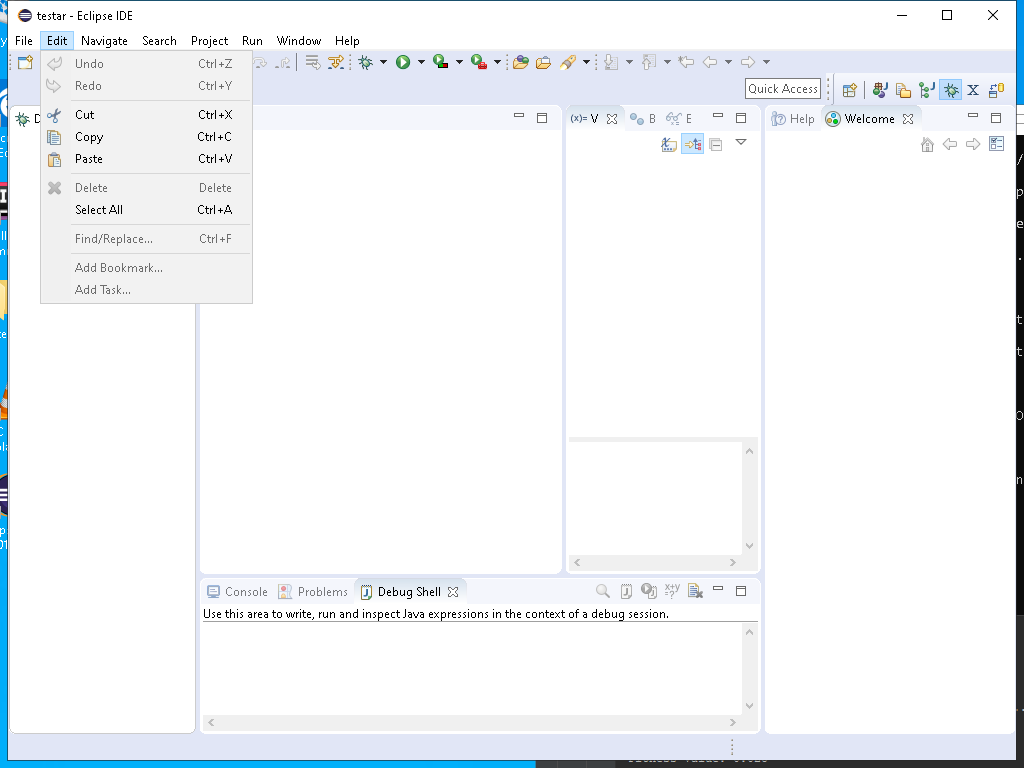 testar - Eclipse IDE
File Edit Navigate Search Project Run Window Help
Undo Ctrl+Z
Redo Ctrl+Y
Cut Ctrl+X
Copy Ctrl+C
Paste Ctrl+V
Delete Delete
Select All Ctrl+A
Find/Replace... Ctrl+F
Add Bookmark...
Add Task...
Quick Access
D
(x)= V B E
Help Welcome
Console Problems Debug Shell
Use this area to write, run and inspect Java expressions in the context of a debug session.